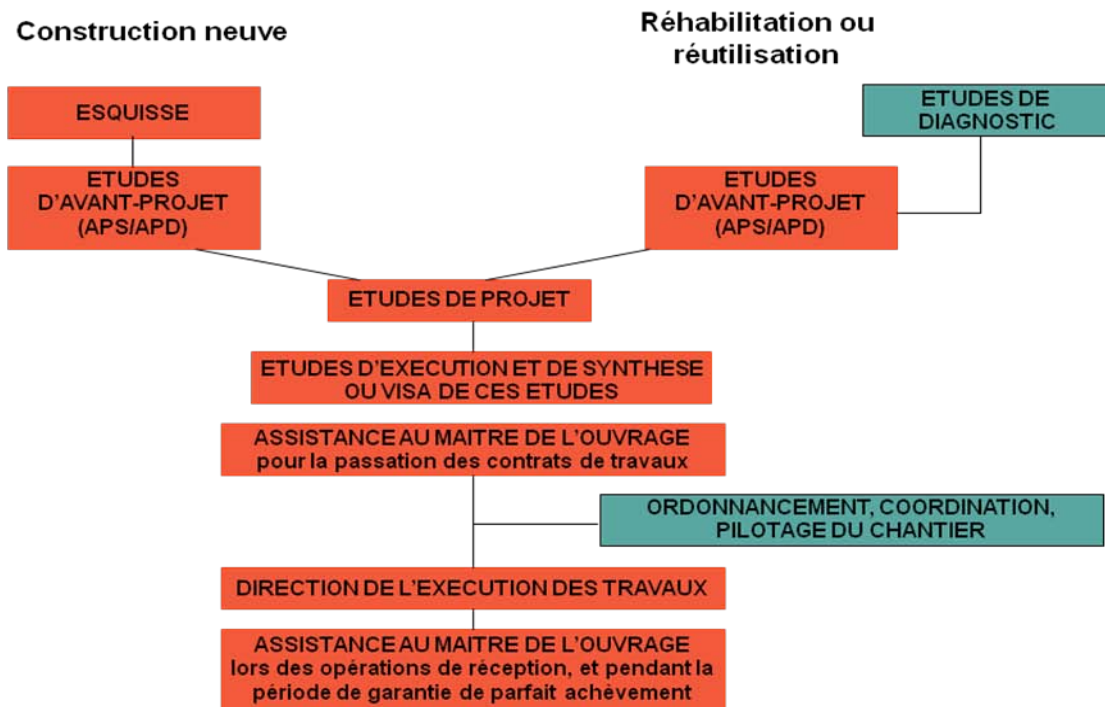 Construction neuve
Réhabilitation ou
réutilisation
ESQUISSE
ETUDES DE
DIAGNOSTIC
ETUDES
D'AVANT-PROJET
(APS/APD)
ETUDES
D'AVANT-PROJET
(APS/APD)
ETUDES DE PROJET
ETUDES D'EXECUTION ET DE SYNTHESE
OU VISA DE CES ETUDES
ASSISTANCE AU MAITRE DE L'OUVRAGE
pour la passation des contrats de travaux
ORDONNANCEMENT, COORDINATION,
PILOTAGE DU CHANTIER
DIRECTION DE L'EXECUTION DES TRAVAUX
ASSISTANCE AU MAITRE DE L'OUVRAGE
lors des opérations de réception, et pendant la
période de garantie de parfait achèvement